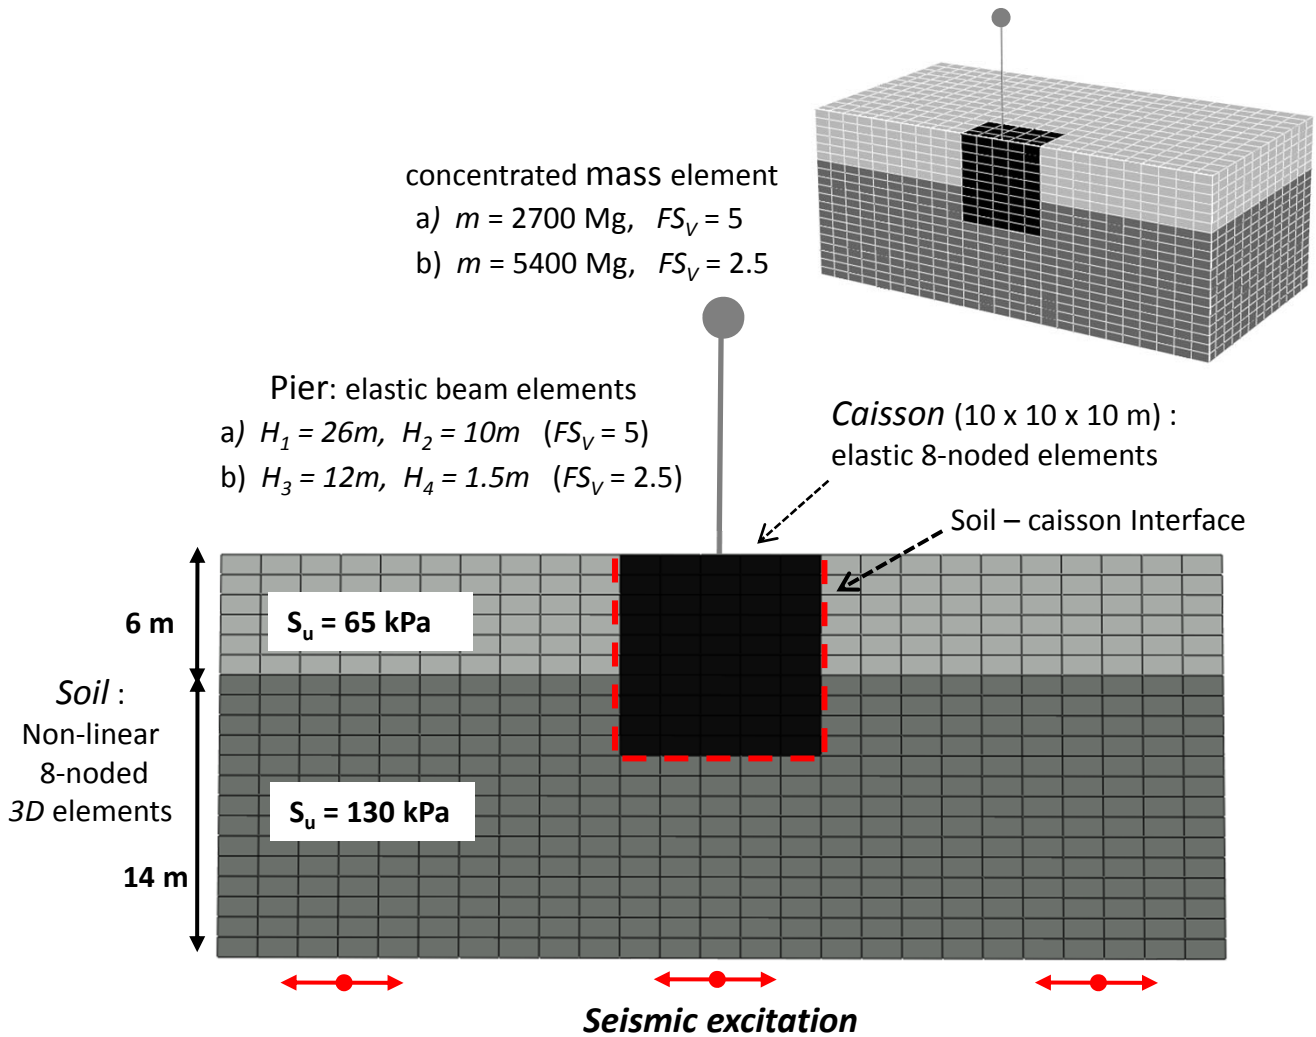 concentrated mass element
a) m = 2700 Mg, FSV = 5
b) m = 5400 Mg, FSV = 2.5
Pier: elastic beam elements
a) H1 = 26m, H2 = 10m (FSV = 5)
b) H3 = 12m, H4 = 1.5m (FSV = 2.5)
Caisson (10 x 10 x 10 m) :
elastic 8-noded elements
Soil – caisson Interface
6 m
Su = 65 kPa
Soil :
Non-linear
8-noded
3D elements
Su = 130 kPa
14 m
Seismic excitation